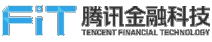 FiT 腾讯金融科技
TENCENT FINANCIAL TECHNOLOGY